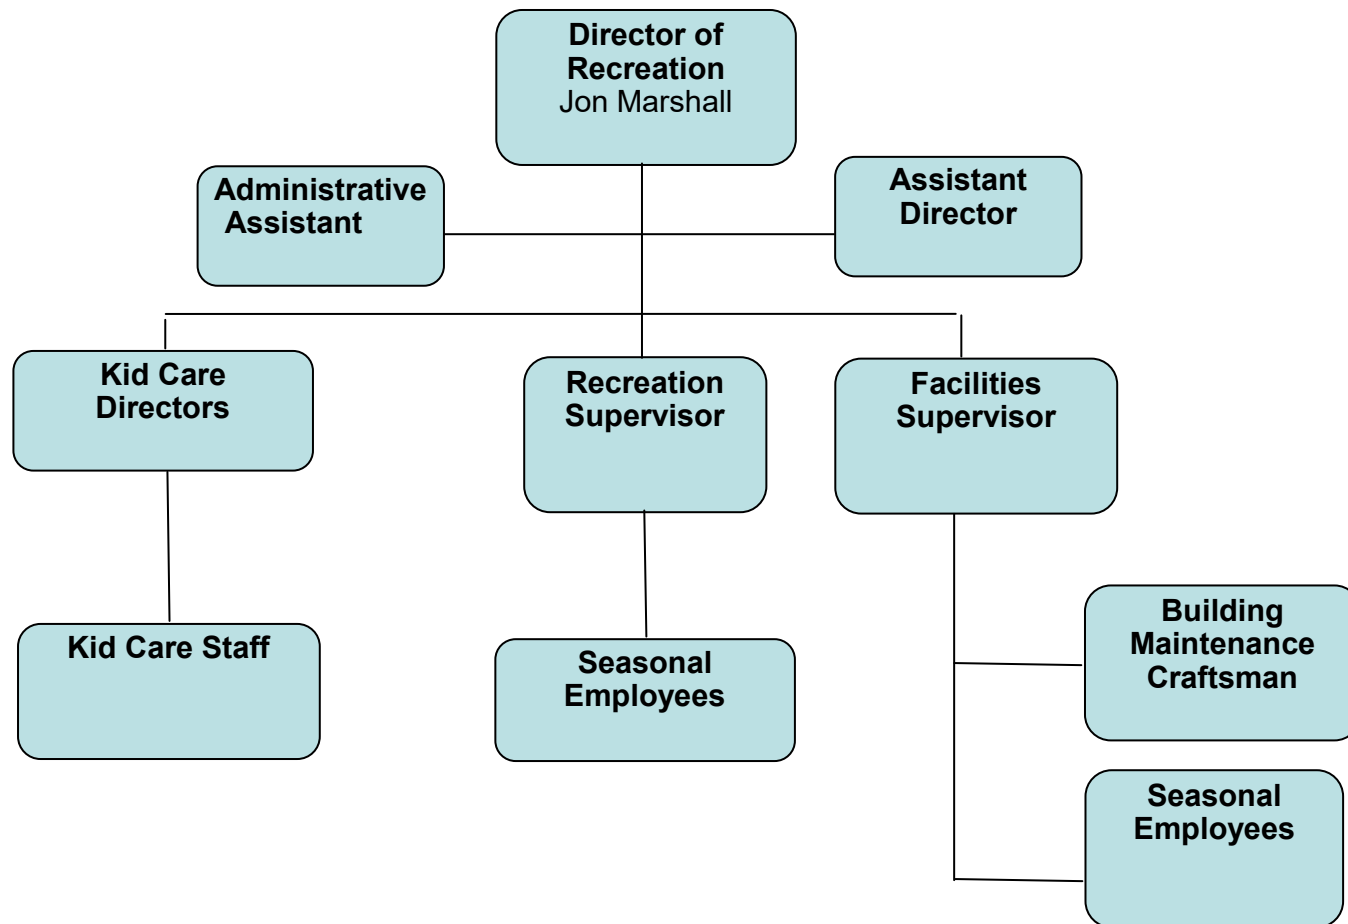 Director of
Recreation
Jon Marshall
Administrative
Assistant
Assistant
Director
Kid Care
Directors
Recreation
Supervisor
Facilities
Supervisor
Kid Care Staff
Seasonal
Employees
Building
Maintenance
Craftsman
Seasonal
Employees